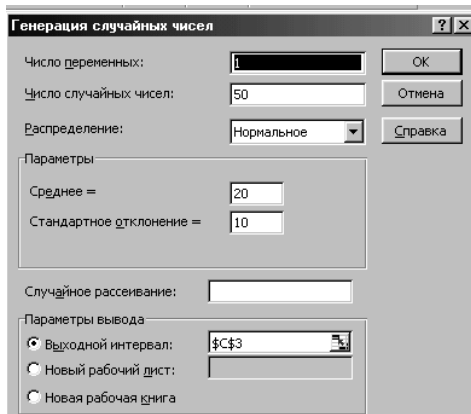 Генерация случайных чисел ? ×
Число переменных: 1 OK
Число случайных чисел: 50 Отмена
Распределение: Нормальное Справка
Параметры
Среднее = 20
Стандартное отклонение = 10
Случайное рассеивание:
Параметры вывода
Выходной интервал: $C$3
Новый рабочий лист:
Новая рабочая книга